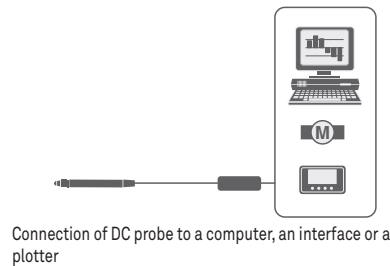 M
Connection of DC probe to a computer, an interface or a
plotter